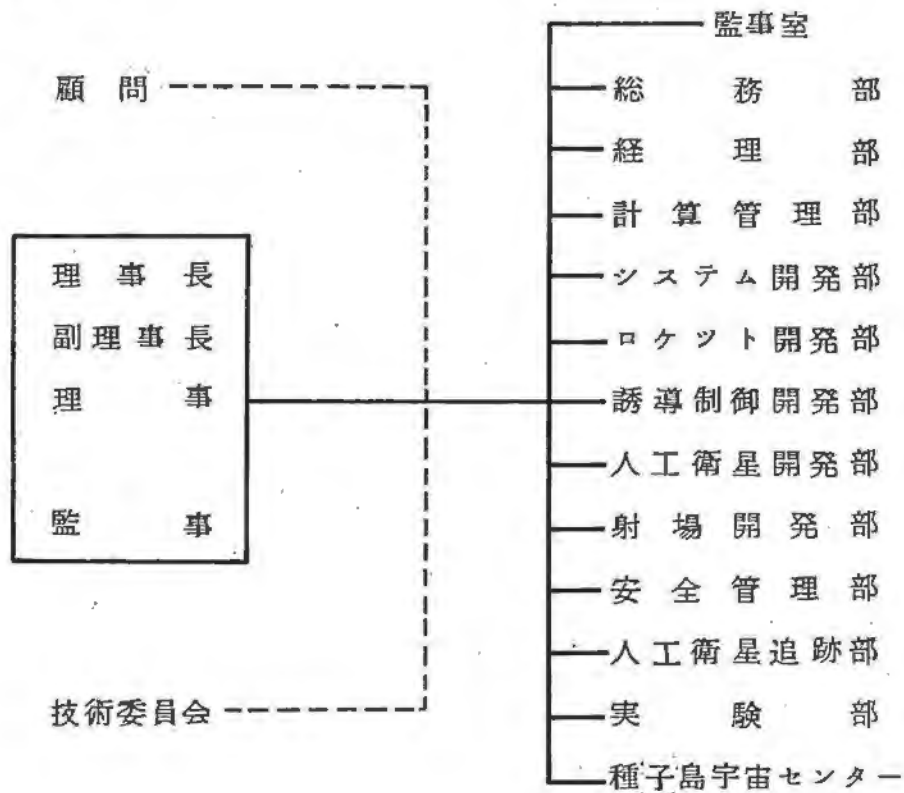 顧問
理事長
副理事長
理事
監事
技術委員会
監事室
総務部
経理部
計算管理部
システム開発部
ロケット開発部
誘導制御開発部
人工衛星開発部
射場開発部
安全管理部
人工衛星追跡部
実験部
種子島宇宙センター